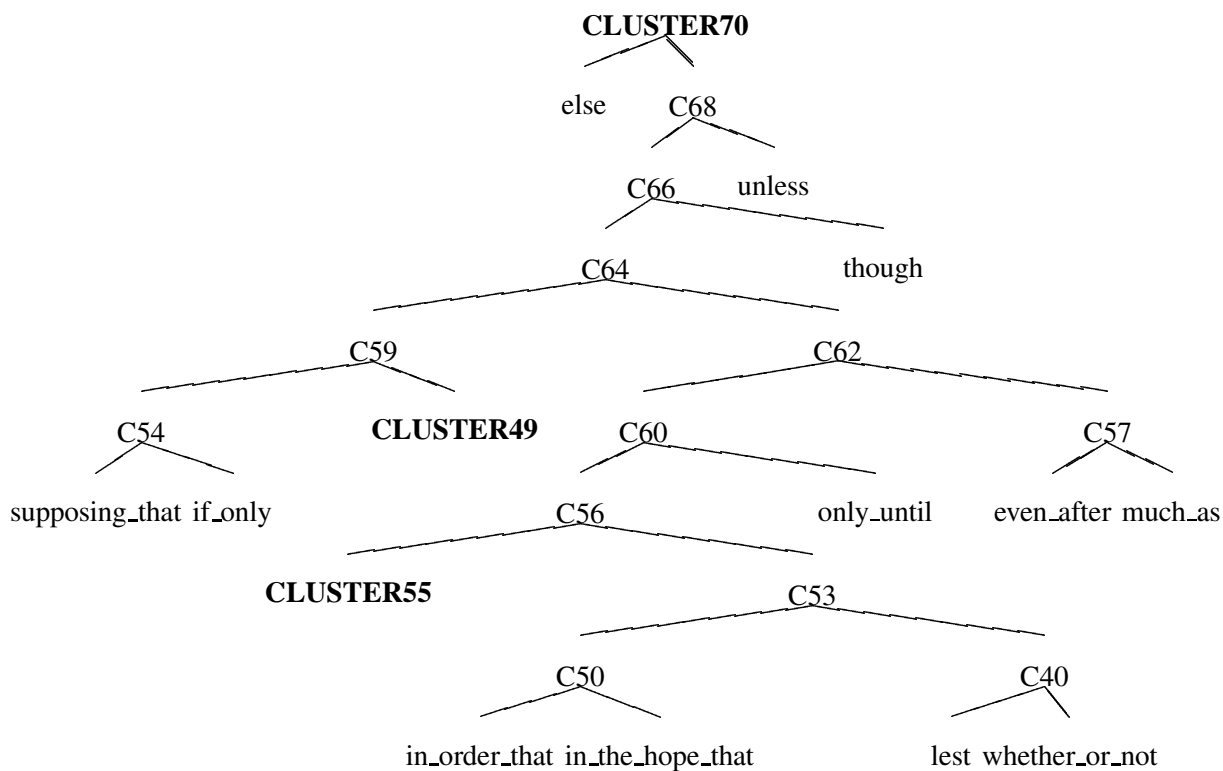 CLUSTER70
else C68
C66 unless
C64 though
C59 C62
C54 CLUSTER49 C60 C57
supposing_that if_only C56 only_until even_after much_as
CLUSTER55 C53
C50 C40
in_order_that in_the_hope_that lest whether_or_not